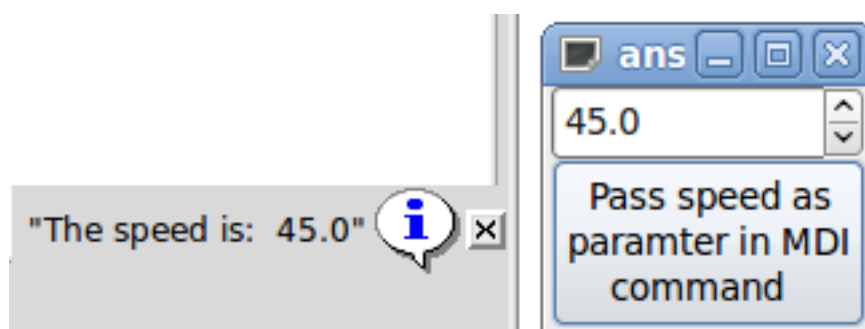 "The speed is:  45.0"
i
ans
45.0
Pass speed as
paramter in MDI
command